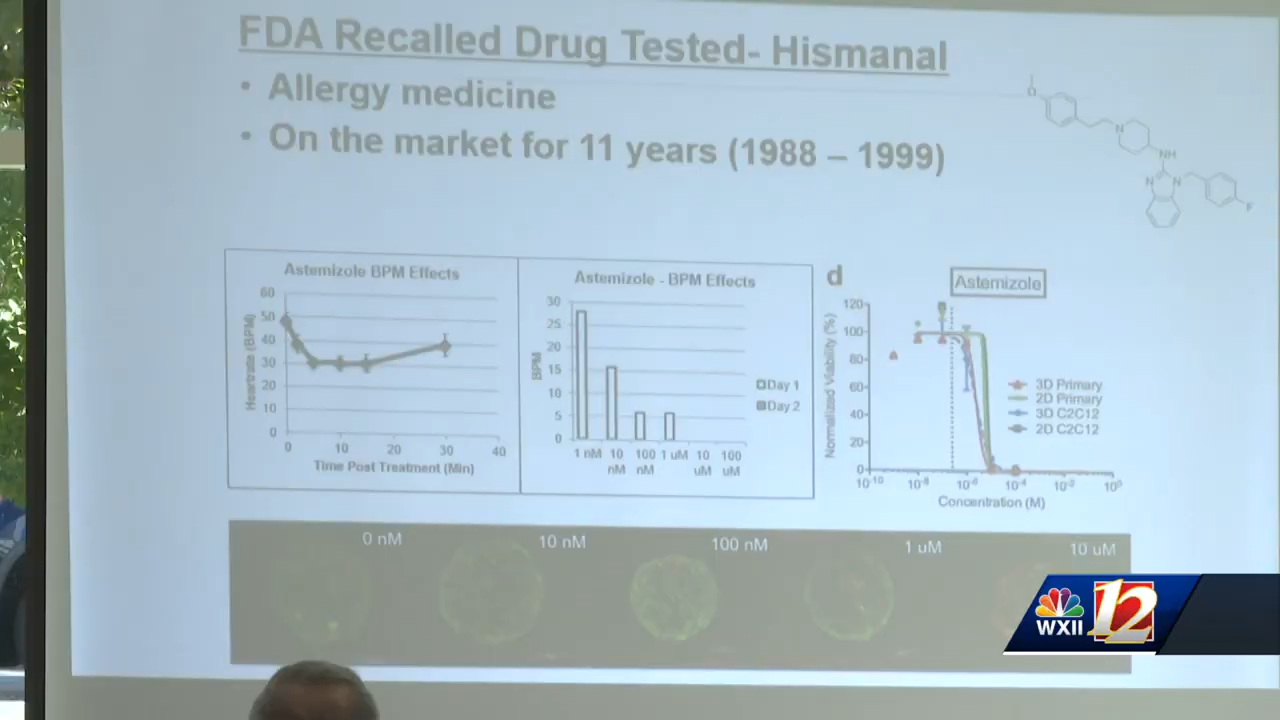 FDA Recalled Drug Tested- Hismanal
• Allergy medicine
• On the market for 11 years (1988 – 1999)
O
N
NH
N
N
F
Astemizole BPM Effects
Heartrate (BPM)
60
50
40
30
20
10
0
0 10 20 30 40
Time Post Treatment (Min)
Astemizole - BPM Effects
BPM
30
25
20
15
10
5
0
1 nM 10 nM 100 nM 1 uM 10 uM 100 uM
Day 1
Day 2
d
Astemizole
Normalized Viability (%)
120
100
80
60
40
20
0
10⁻¹⁰ 10⁻⁸ 10⁻⁶ 10⁻⁴ 10⁻² 10⁰
Concentration (M)
3D Primary
2D Primary
3D C2C12
2D C2C12
0 nM 10 nM 100 nM 1 uM 10 uM
WXII 12